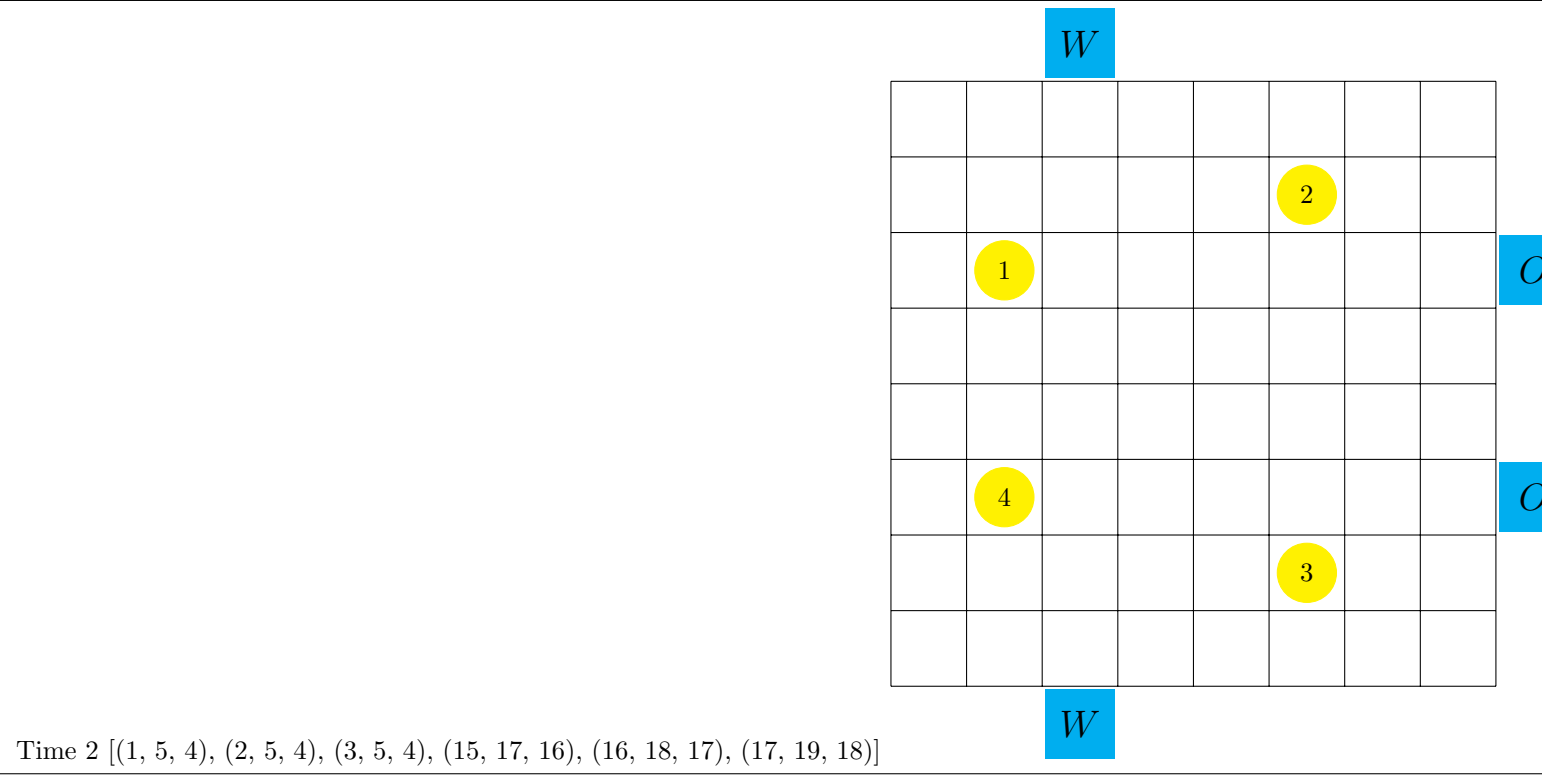 W
2
1
O
4
O
3
W
Time 2 [(1, 5, 4), (2, 5, 4), (3, 5, 4), (15, 17, 16), (16, 18, 17), (17, 19, 18)]